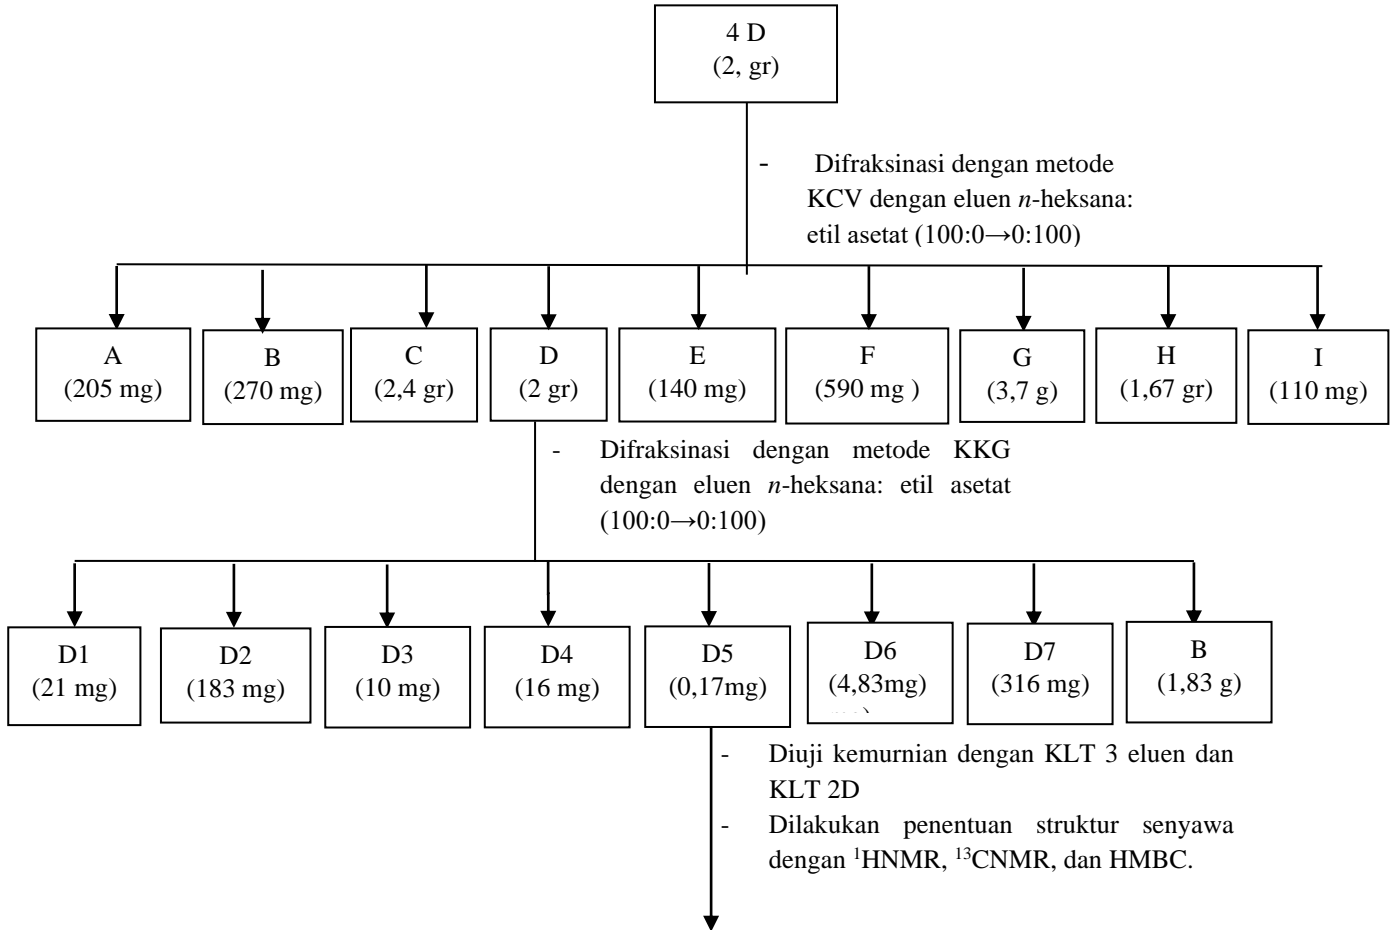 4 D
(2, gr)
- Difraksinasi dengan metode
KCV dengan eluen n-heksana:
etil asetat (100:0→0:100)
A
(205 mg)
B
(270 mg)
C
(2,4 gr)
D
(2 gr)
E
(140 mg)
F
(590 mg )
G
(3,7 g)
H
(1,67 gr)
I
(110 mg)
- Difraksinasi dengan metode KKG
dengan eluen n-heksana: etil asetat
(100:0→0:100)
D1
(21 mg)
D2
(183 mg)
D3
(10 mg)
D4
(16 mg)
D5
(0,17mg)
D6
(4,83mg)
D7
(316 mg)
B
(1,83 g)
- Diuji kemurnian dengan KLT 3 eluen dan
KLT 2D
- Dilakukan penentuan struktur senyawa
dengan ¹HNMR, ¹³CNMR, dan HMBC.